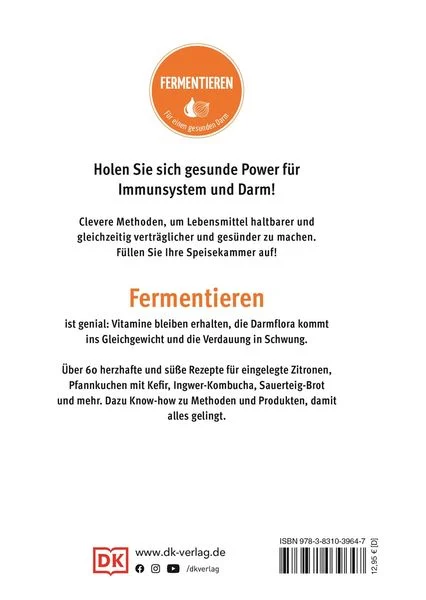 FERMENTIEREN
Für einen gesunden Darm
Holen Sie sich gesunde Power für
Immunsystem und Darm!
Clevere Methoden, um Lebensmittel haltbarer und
gleichzeitig verträglicher und gesünder zu machen.
Füllen Sie Ihre Speisekammer auf!
Fermentieren
ist genial: Vitamine bleiben erhalten, die Darmflora kommt
ins Gleichgewicht und die Verdauung in Schwung.
Über 60 herzhafte und süße Rezepte für eingelegte Zitronen,
Pfannkuchen mit Kefir, Ingwer-Kombucha, Sauerteig-Brot
und mehr. Dazu Know-how zu Methoden und Produkten, damit
alles gelingt.
DK
www.dk-verlag.de
/dkverlag
ISBN 978-3-8310-3964-7
12,95 € [D]